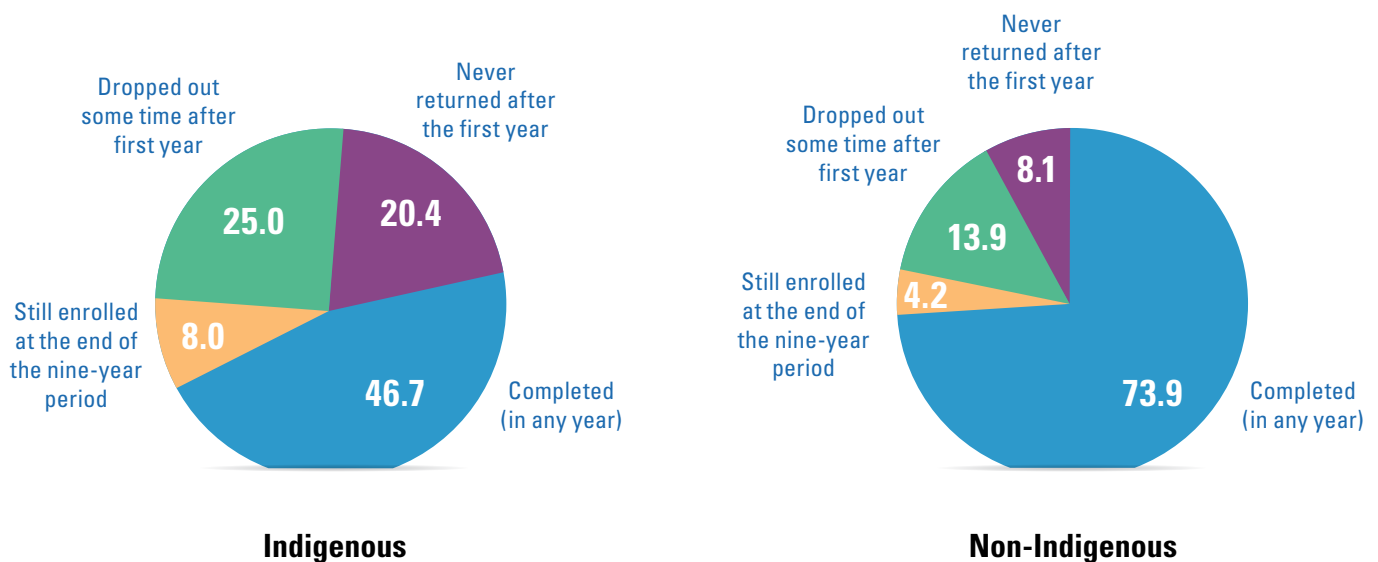 Dropped out
some time after
first year
Never
returned after
the first year
25.0
20.4
Still enrolled
at the end of
the nine-year
period
8.0
46.7
Completed
(in any year)
Indigenous
Never
returned after
the first year
Dropped out
some time after
first year
8.1
13.9
Still enrolled
at the end of
the nine-year
period
4.2
73.9
Completed
(in any year)
Non-Indigenous